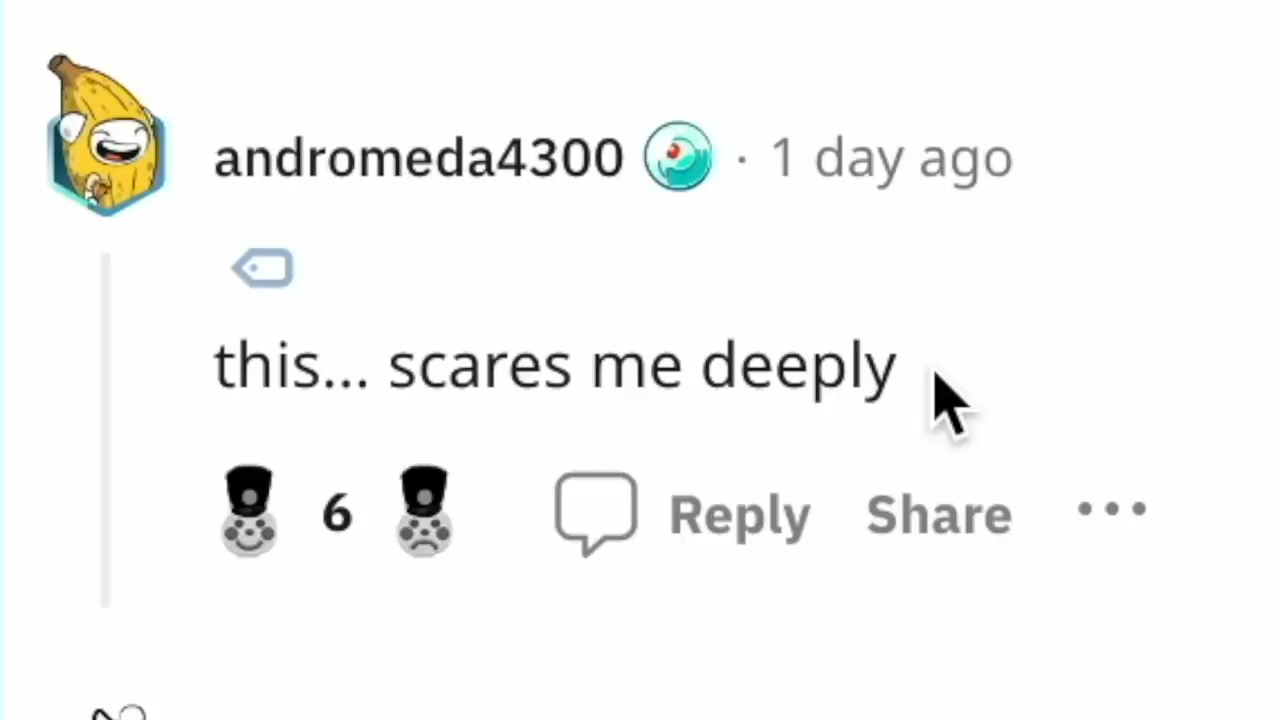 andromeda4300 · 1 day ago
this... scares me deeply
6 Reply Share ···